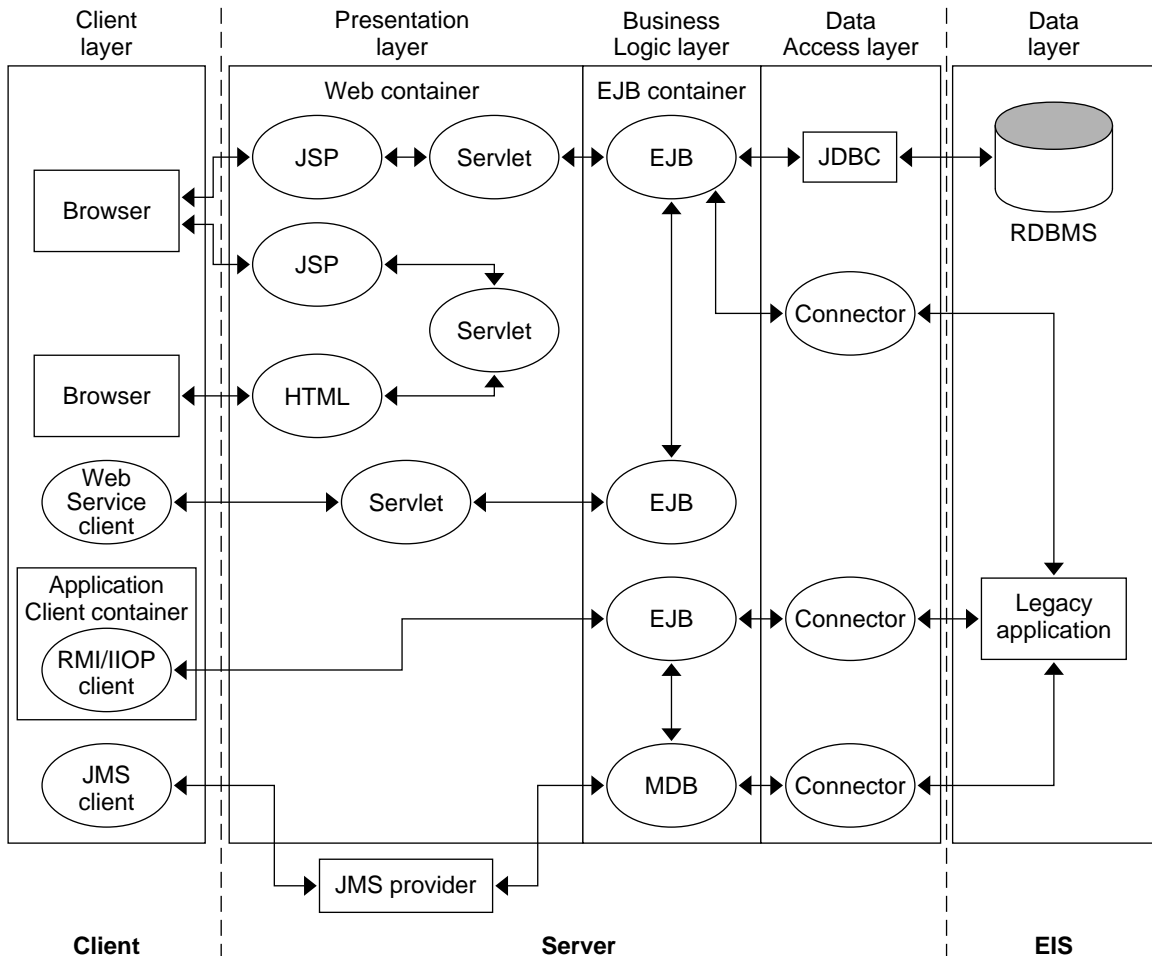 Client
layer
Presentation
layer
Business
Logic layer
Data
Access layer
Data
layer
Web container
EJB container
JSP
Servlet
EJB
JDBC
RDBMS
Browser
JSP
Servlet
Connector
Browser
HTML
Web
Service
client
Servlet
EJB
Application
Client container
RMI/IIOP
client
EJB
Connector
Legacy
application
JMS
client
MDB
Connector
JMS provider
Client
Server
EIS